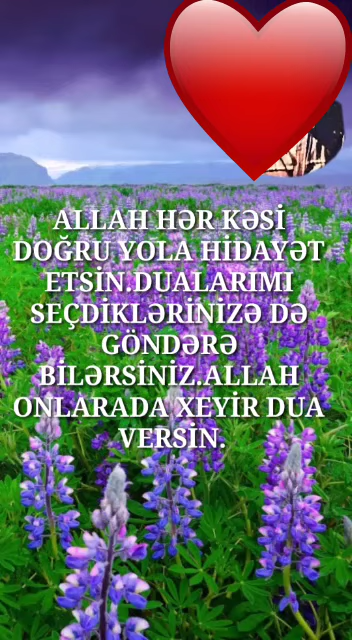 ALLAH HƏR KƏSİ
DOĞRU YOLA HİDAYƏT
ETSİN.DUALARIMI
SEÇDİKLƏRİNİZƏ DƏ
GÖNDƏRƏ
BİLƏRSİNİZ.ALLAH
ONLARADA XEYİR DUA
VERSİN.